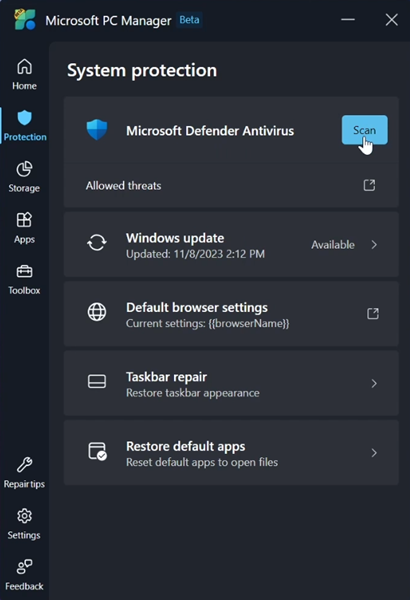 Microsoft PC Manager Beta
Home
Protection
Storage
Apps
Toolbox
Repair tips
Settings
Feedback
System protection
Microsoft Defender Antivirus
Scan
Allowed threats
Windows update
Updated: 11/8/2023 2:12 PM
Available
Default browser settings
Current settings: {{browserName}}
Taskbar repair
Restore taskbar appearance
Restore default apps
Reset default apps to open files